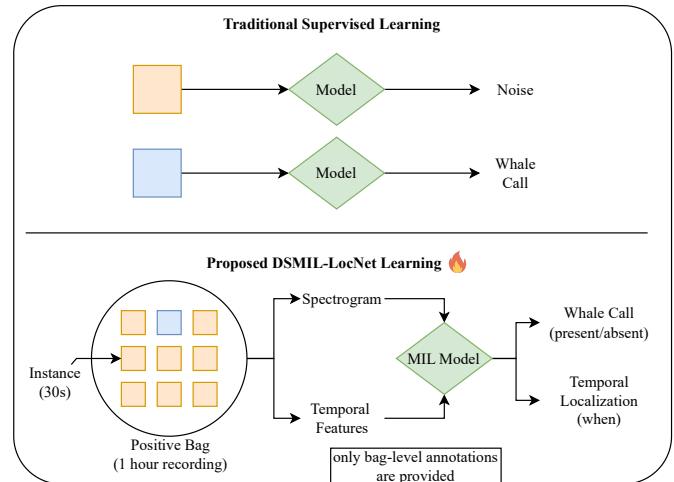 Traditional Supervised Learning
Model
Noise
Model
Whale
Call
Proposed DSMIL-LocNet Learning
Instance
(30s)
Positive Bag
(1 hour recording)
Spectrogram
Temporal
Features
MIL Model
Whale Call
(present/absent)
Temporal
Localization
(when)
only bag-level annotations
are provided